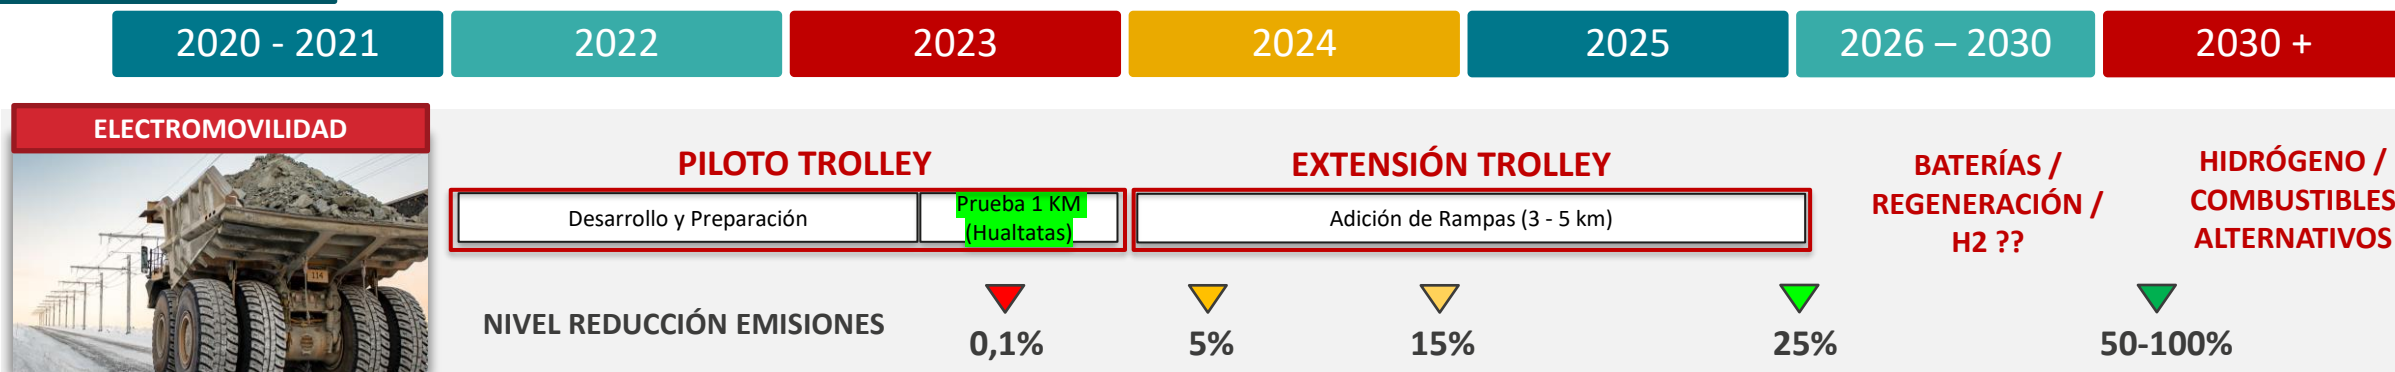 2020 - 2021
2022
2023
2024
2025
2026 – 2030
2030 +
ELECTROMOVILIDAD
PILOTO TROLLEY
Desarrollo y Preparación
Prueba 1 KM
(Hualtatas)
EXTENSIÓN TROLLEY
Adición de Rampas (3 - 5 km)
BATERÍAS /
REGENERACIÓN /
H2 ??
HIDRÓGENO /
COMBUSTIBLES
ALTERNATIVOS
114
NIVEL REDUCCIÓN EMISIONES
0,1%
5%
15%
25%
50-100%